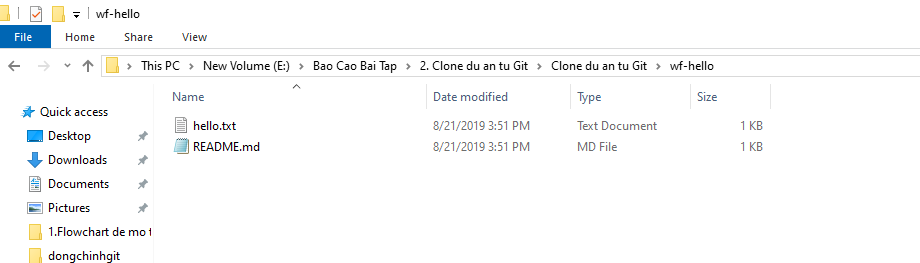 wf-hello
File Home Share View
This PC New Volume (E:) Bao Cao Bai Tap 2. Clone du an tu Git Clone du an tu Git wf-hello
Name Date modified Type Size
Quick access
Desktop
Downloads
Documents
Pictures
1.Flowchart de mo t
dongchinhgit
hello.txt 8/21/2019 3:51 PM Text Document 1 KB
README.md 8/21/2019 3:51 PM MD File 1 KB